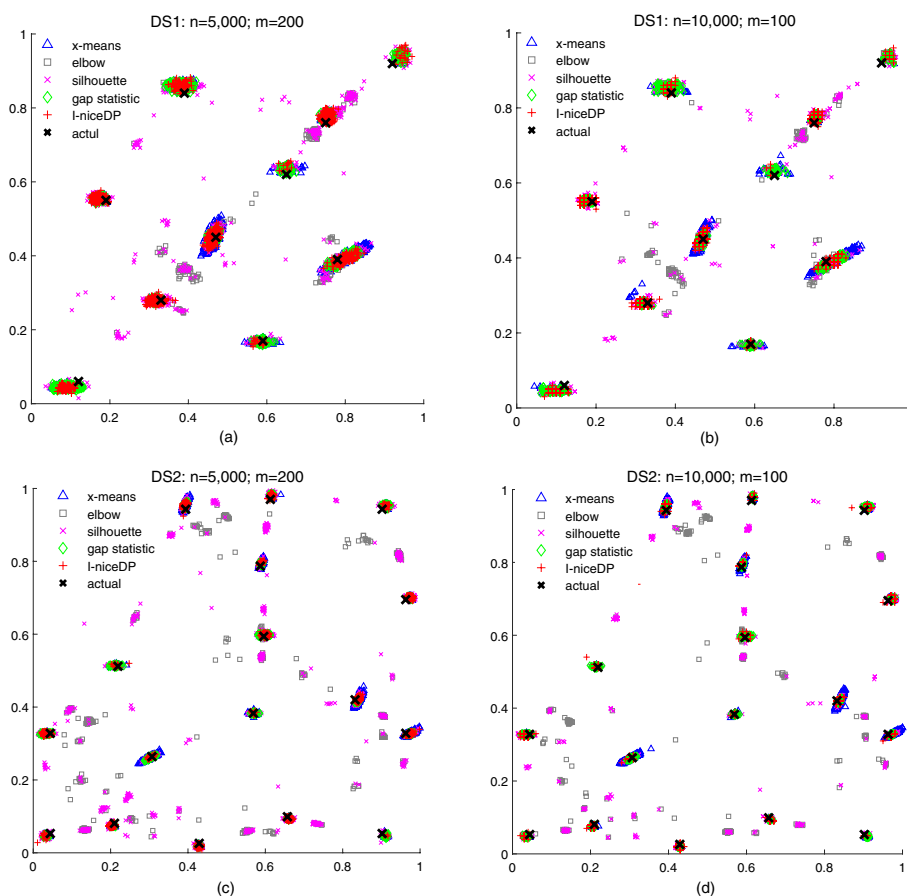 DS1: n=5,000; m=200
1
0.8
0.6
0.4
0.2
0
x-means
elbow
silhouette
gap statistic
I-niceDP
actul
0 0.2 0.4 0.6 0.8 1
(a)
DS1: n=10,000; m=100
1
0.8
0.6
0.4
0.2
0
x-means
elbow
silhouette
gap statistic
I-niceDP
actual
0 0.2 0.4 0.6 0.8
(b)
DS2: n=5,000; m=200
1
0.8
0.6
0.4
0.2
0
x-means
elbow
silhouette
gap statistic
I-niceDP
actual
0 0.2 0.4 0.6 0.8 1
(c)
DS2: n=10,000; m=100
1
0.8
0.6
0.4
0.2
0
x-means
elbow
silhouette
gap statistic
I-niceDP
actual
0 0.2 0.4 0.6 0.8 1
(d)